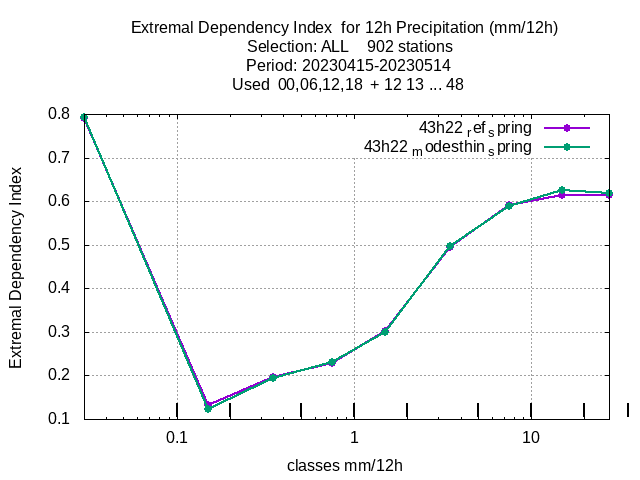 Extremal Dependency Index  for 12h Precipitation (mm/12h)
Selection: ALL    902 stations
Period: 20230415-20230514
Used  00,06,12,18  + 12 13 ... 48
43h22 ref spring
43h22 modesthin spring
0.8
0.7
0.6
0.5
0.4
0.3
0.2
0.1
Extremal Dependency Index
0.1 1 10
classes mm/12h